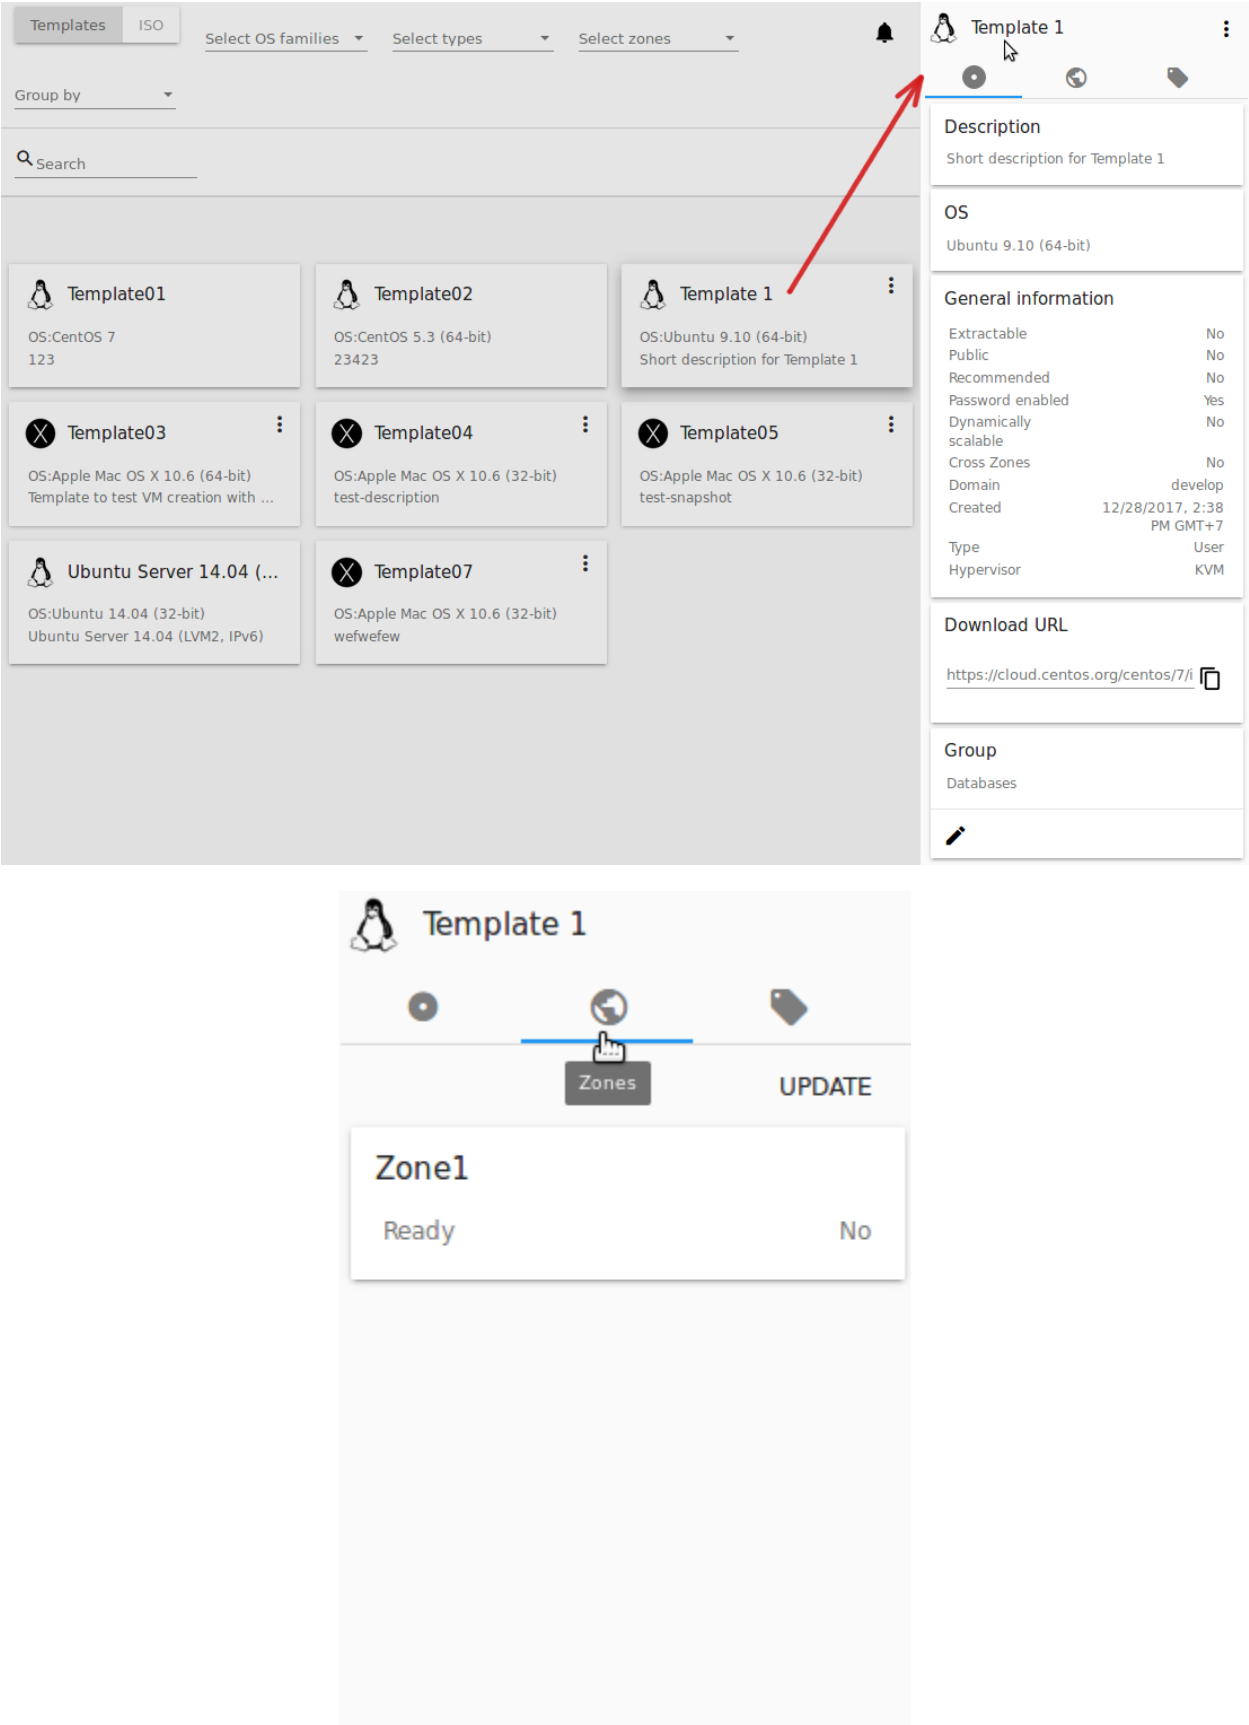 Templates ISO
Select OS families Select types Select zones
Group by
Search
Template01
OS:CentOS 7
123
Template02
OS:CentOS 5.3 (64-bit)
23423
Template 1
OS:Ubuntu 9.10 (64-bit)
Short description for Template 1
Template03
OS:Apple Mac OS X 10.6 (64-bit)
Template to test VM creation with ...
Template04
OS:Apple Mac OS X 10.6 (32-bit)
test-description
Template05
OS:Apple Mac OS X 10.6 (32-bit)
test-snapshot
Ubuntu Server 14.04 (...
OS:Ubuntu 14.04 (32-bit)
Ubuntu Server 14.04 (LVM2, IPv6)
Template07
OS:Apple Mac OS X 10.6 (32-bit)
wefwefew
Template 1
Description
Short description for Template 1
OS
Ubuntu 9.10 (64-bit)
General information
Extractable No
Public No
Recommended No
Password enabled Yes
Dynamically No
scalable
Cross Zones No
Domain develop
Created 12/28/2017, 2:38
PM GMT+7
Type User
Hypervisor KVM
Download URL
https://cloud.centos.org/centos/7/i
Group
Databases
Template 1
Zones
UPDATE
Zone1
Ready No